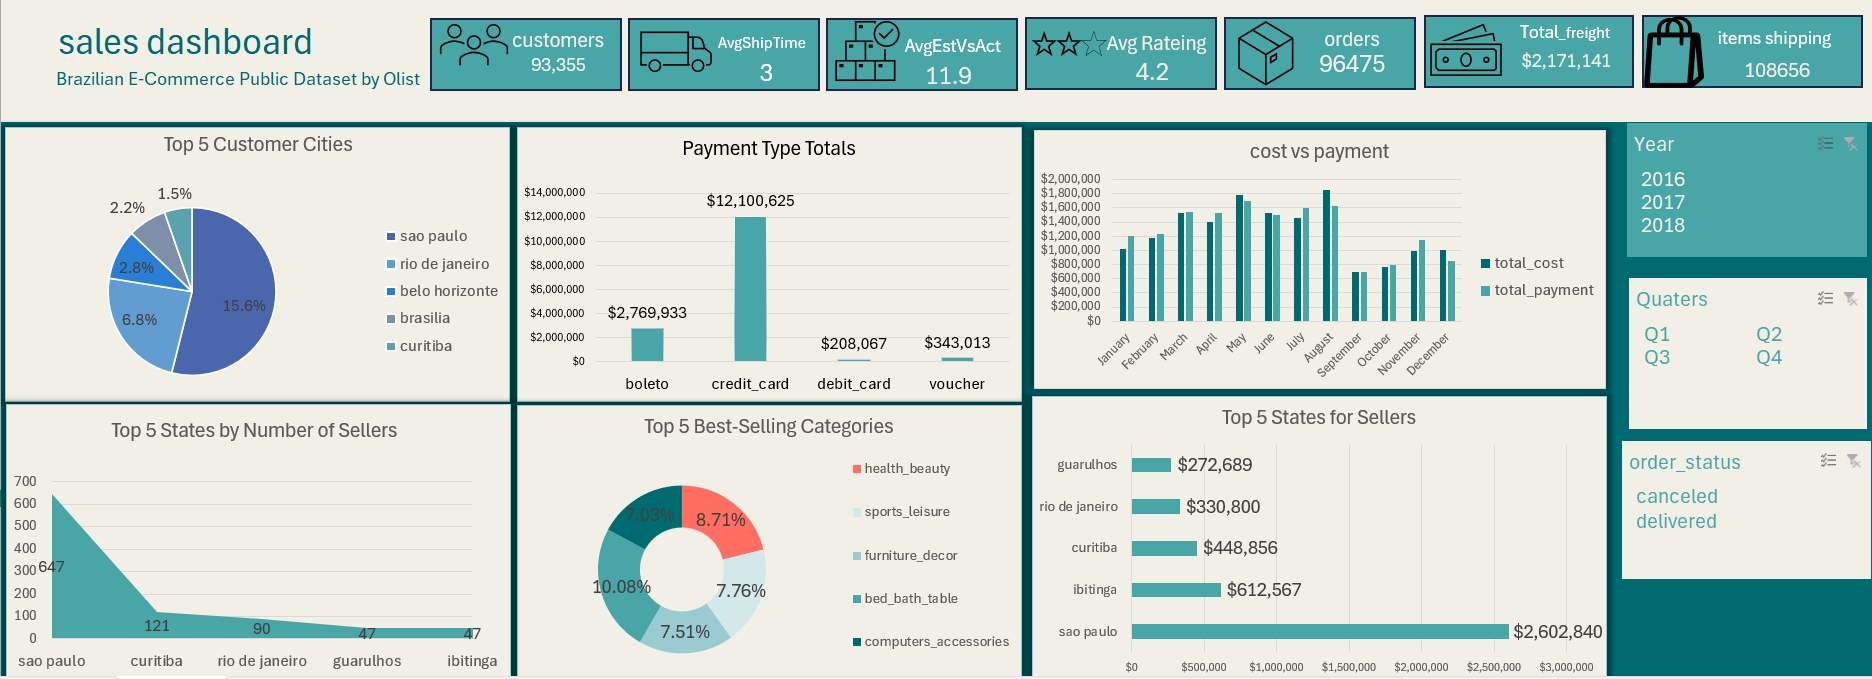 sales dashboard
Brazilian E-Commerce Public Dataset by Olist
customers
93,355
AvgShipTime
3
AvgEstVsAct
11.9
Avg Rateing
4.2
orders
96475
Total_freight
$2,171,141
items shipping
108656
Top 5 Customer Cities
1.5%
2.2%
2.8%
6.8%
15.6%
sao paulo
rio de janeiro
belo horizonte
brasilia
curitiba
Payment Type Totals
$14,000,000
$12,000,000
$10,000,000
$8,000,000
$6,000,000
$4,000,000
$2,000,000
$0
$2,769,933
$12,100,625
$208,067
$343,013
boleto
credit_card
debit_card
voucher
cost vs payment
$2,000,000
$1,800,000
$1,600,000
$1,400,000
$1,200,000
$1,000,000
$800,000
$600,000
$400,000
$200,000
$0
January
February
March
April
May
June
July
August
September
October
November
December
total_cost
total_payment
Year
2016
2017
2018
Quaters
Q1 Q2
Q3 Q4
order_status
canceled
delivered
Top 5 States by Number of Sellers
700
600
500
400
300
200
100
0
647
121
90
47
47
sao paulo
curitiba
rio de janeiro
guarulhos
ibitinga
Top 5 Best-Selling Categories
7.03%
8.71%
10.08%
7.76%
7.51%
health_beauty
sports_leisure
furniture_decor
bed_bath_table
computers_accessories
Top 5 States for Sellers
guarulhos $272,689
rio de janeiro $330,800
curitiba $448,856
ibitinga $612,567
sao paulo $2,602,840
$0 $500,000 $1,000,000 $1,500,000 $2,000,000 $2,500,000 $3,000,000